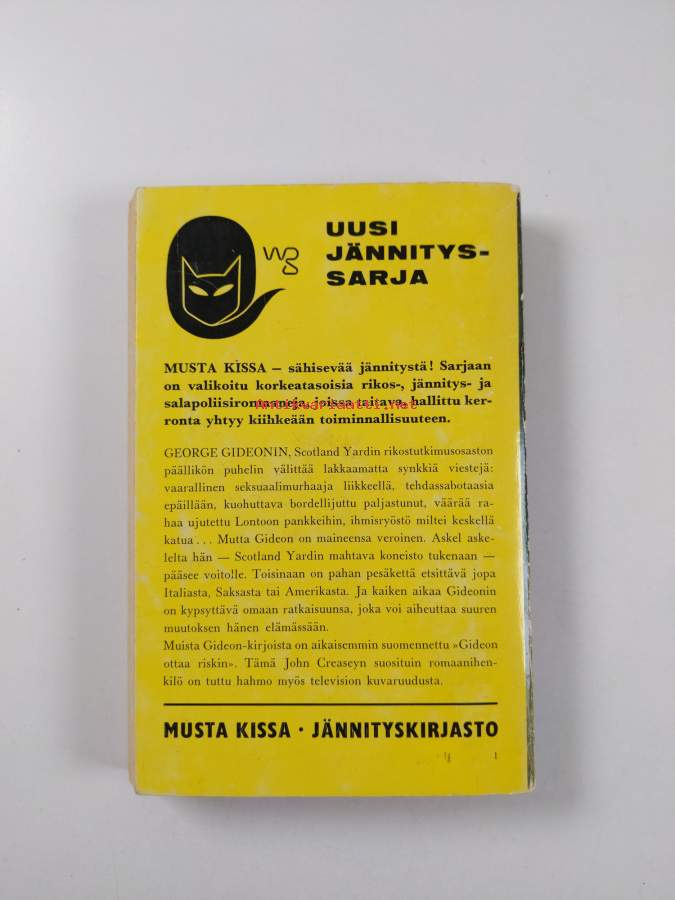 UUSI
JÄNNITYS-
SARJA
WS
MUSTA KISSA — sähisevää jännitystä! Sarjaan
on valikoitu korkeatasoisia rikos-, jännitys- ja
salapoliisiromaaneja, joissa taitava, hallittu ker-
Antikvariaatti.net
ronta yhtyy kiihkeään toiminnallisuuteen.
GEORGE GIDEONIN, Scotland Yardin rikostutkimusosaston
päällikön puhelin välittää lakkaamatta synkkiä viestejä:
vaarallinen seksuaalimurhaaja liikkeellä, tehdassabotaasia
epäillään, kuohuttava bordellijuttu paljastunut, väärää ra-
haa ujutettu Lontoon pankkeihin, ihmisryöstö miltei keskellä
katua . . . Mutta Gideon on maineensa veroinen. Askel aske-
lelta hän — Scotland Yardin mahtava koneisto tukenaan —
pääsee voitolle. Toisinaan on pahan pesäkettä etsittävä jopa
Italiasta, Saksasta tai Amerikasta. Ja kaiken aikaa Gideonin
on kypsyttävä omaan ratkaisuunsa, joka voi aiheuttaa suuren
muutoksen hänen elämässään.
Muista Gideon-kirjoista on aikaisemmin suomennettu »Gideon
ottaa riskin». Tämä John Creaseyn suosituin romaanihen-
kilö on tuttu hahmo myös television kuvaruudusta.
MUSTA KISSA · JÄNNITYSKIRJASTO
1